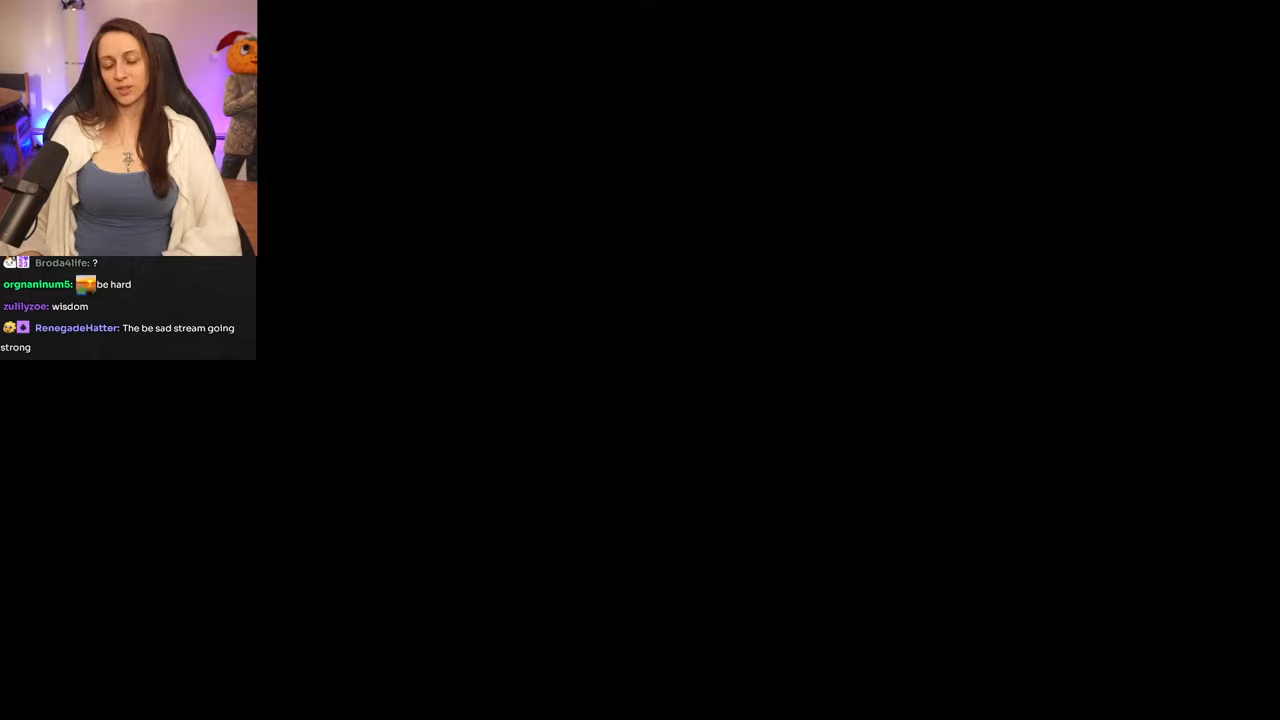 Broda4life: ?
orgnaninum5: be hard
zulilyzoe: wisdom
RenegadeHatter: The be sad stream going
strong